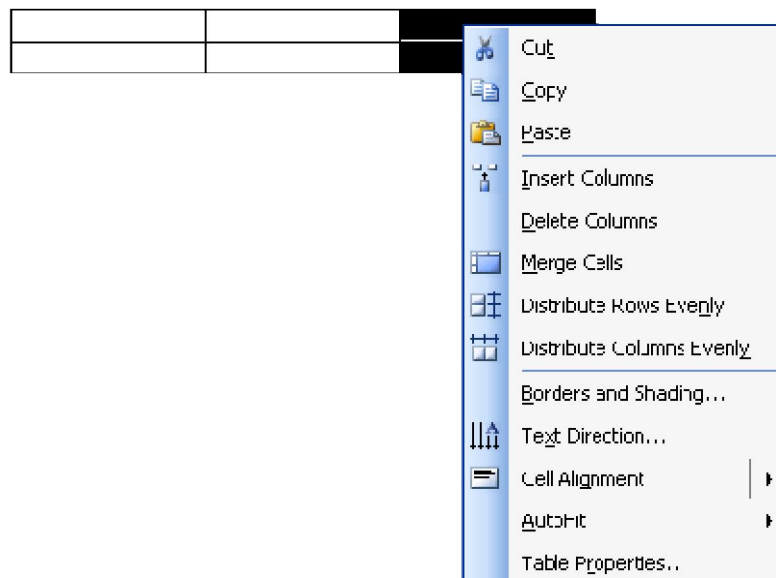 Cut
Copy
Paste
Insert Columns
Delete Columns
Merge Cells
Distribute Rows Evenly
Distribute Columns Evenly
Borders and Shading...
Text Direction...
Cell Alignment
AutoFit
Table Properties..